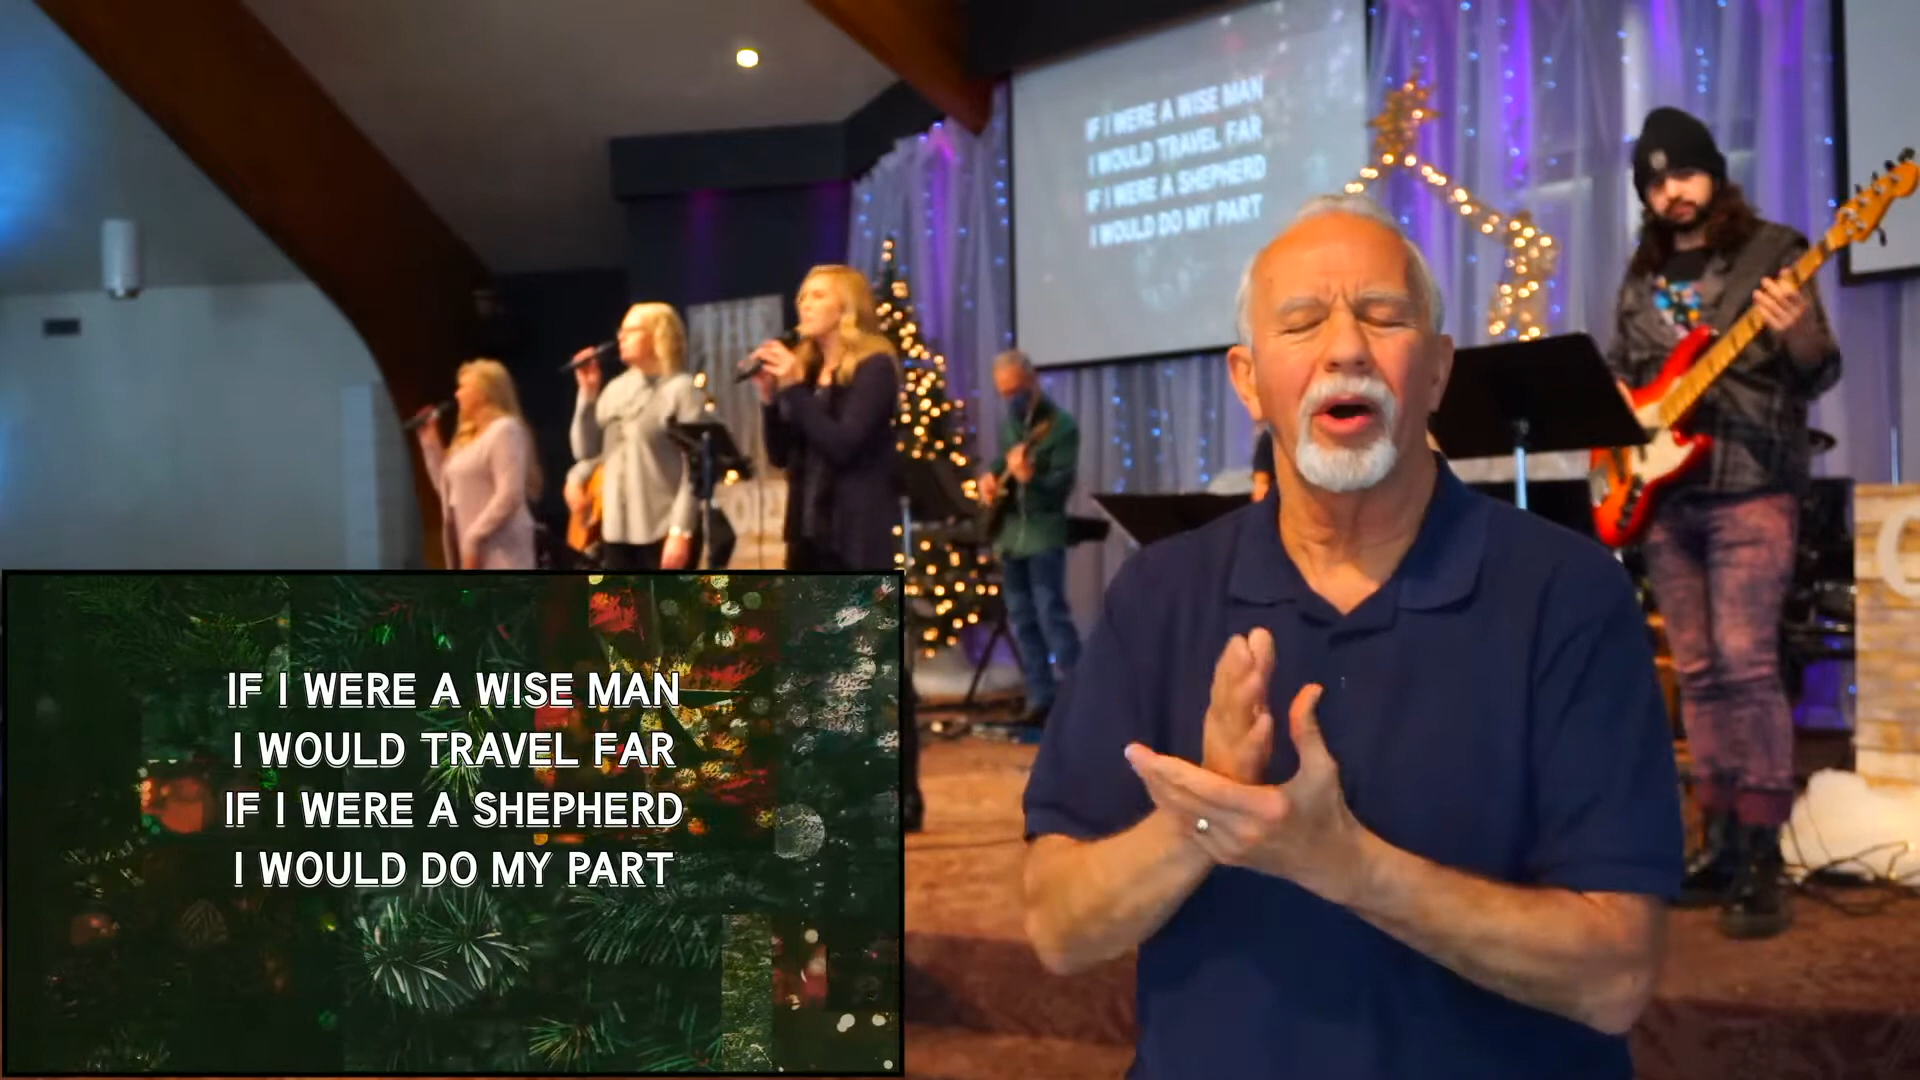 IF I WERE A WISE MAN
I WOULD TRAVEL FAR
IF I WERE A SHEPHERD
I WOULD DO MY PART
IF I WERE A WISE MAN
I WOULD TRAVEL FAR
IF I WERE A SHEPHERD
I WOULD DO MY PART